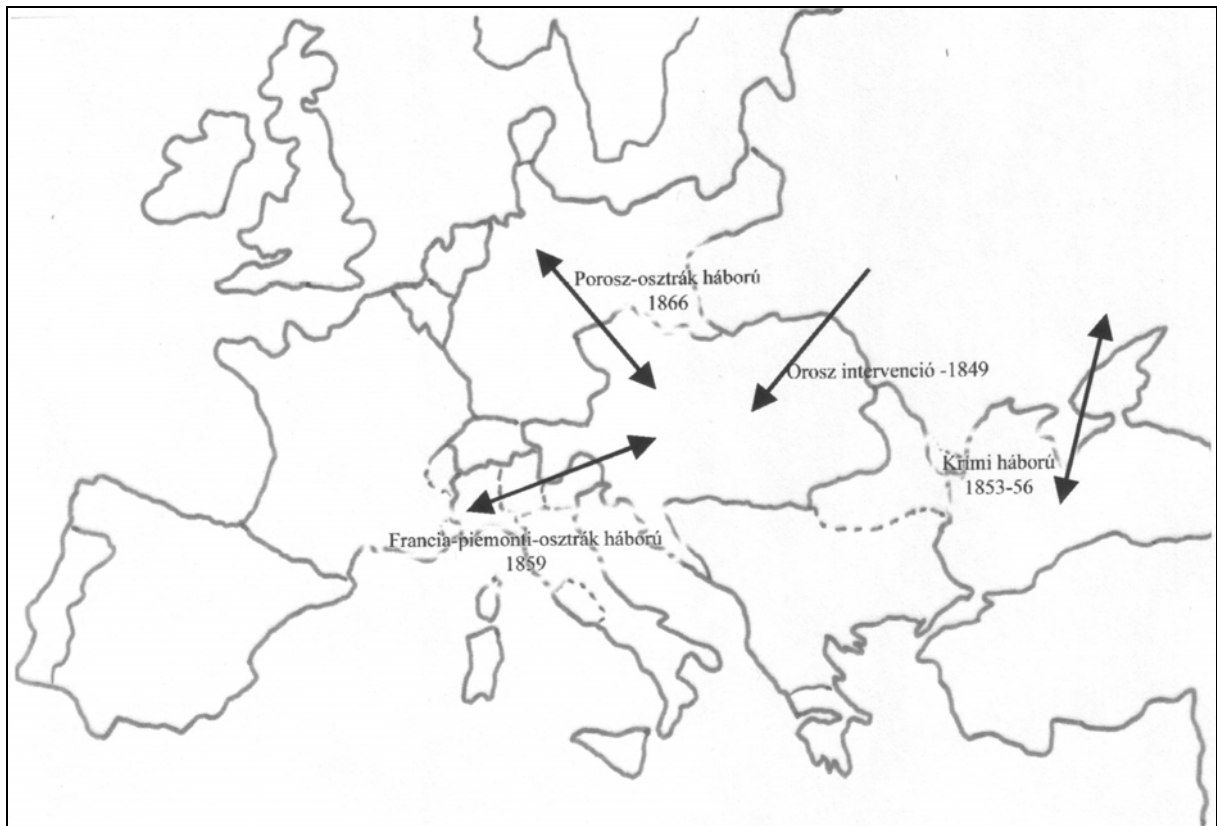 Porosz-osztrák háború
1866
Orosz intervenció -1849
Krími háború
1853-56
Francia-piemonti-osztrák háború
1859